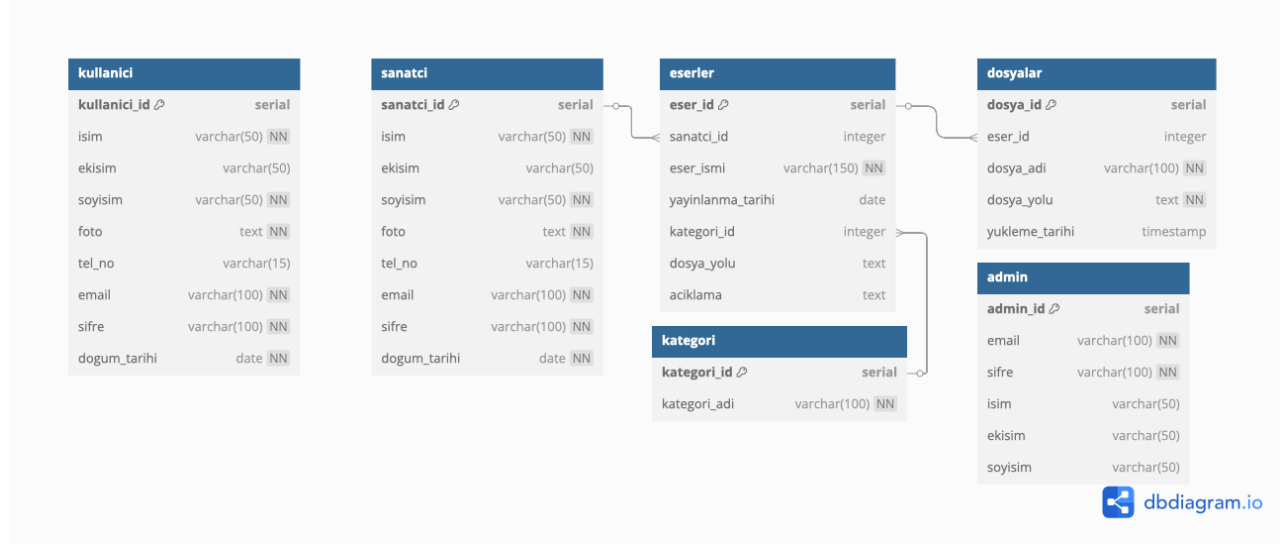 kullanici
kullanici_id serial
isim varchar(50) NN
ekisim varchar(50)
soyisim varchar(50) NN
foto text NN
tel_no varchar(15)
email varchar(100) NN
sifre varchar(100) NN
dogum_tarihi date NN
sanatci
sanatci_id serial
isim varchar(50) NN
ekisim varchar(50)
soyisim varchar(50) NN
foto text NN
tel_no varchar(15)
email varchar(100) NN
sifre varchar(100) NN
dogum_tarihi date NN
eserler
eser_id serial
sanatci_id integer
eser_ismi varchar(150) NN
yayinlanma_tarihi date
kategori_id integer
dosya_yolu text
aciklama text
kategori
kategori_id serial
kategori_adi varchar(100) NN
dosyalar
dosya_id serial
eser_id integer
dosya_adi varchar(100) NN
dosya_yolu text NN
yukleme_tarihi timestamp
admin
admin_id serial
email varchar(100) NN
sifre varchar(100) NN
isim varchar(50)
ekisim varchar(50)
soyisim varchar(50)
dbdiagram.io